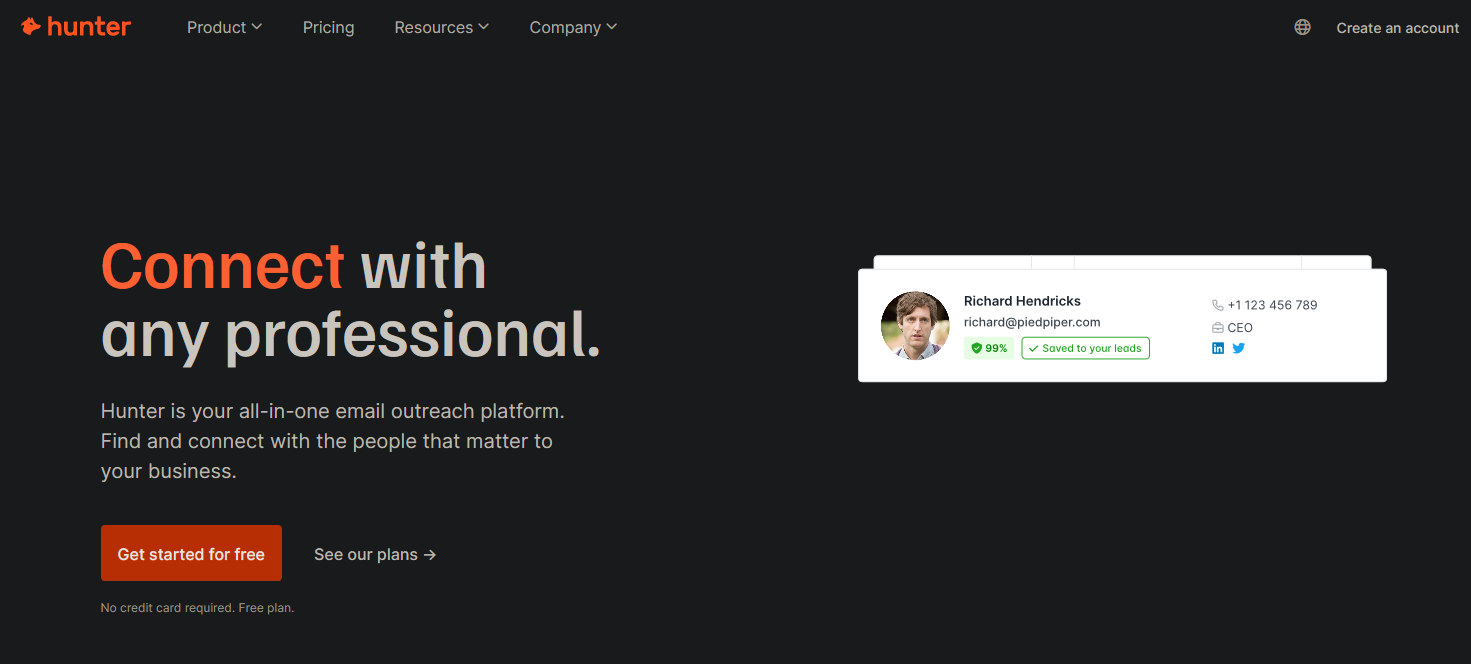 hunter
Product
Pricing
Resources
Company
Create an account
Connect with
any professional.
Hunter is your all-in-one email outreach platform.
Find and connect with the people that matter to
your business.
Get started for free
See our plans →
No credit card required. Free plan.
Richard Hendricks
richard@piedpiper.com
99%
Saved to your leads
+1 123 456 789
CEO